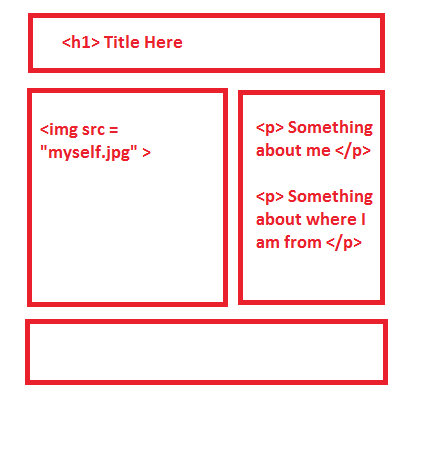 <h1> Title Here
<img src =
"myself.jpg" >
<p> Something
about me </p>
<p> Something
about where I
am from </p>